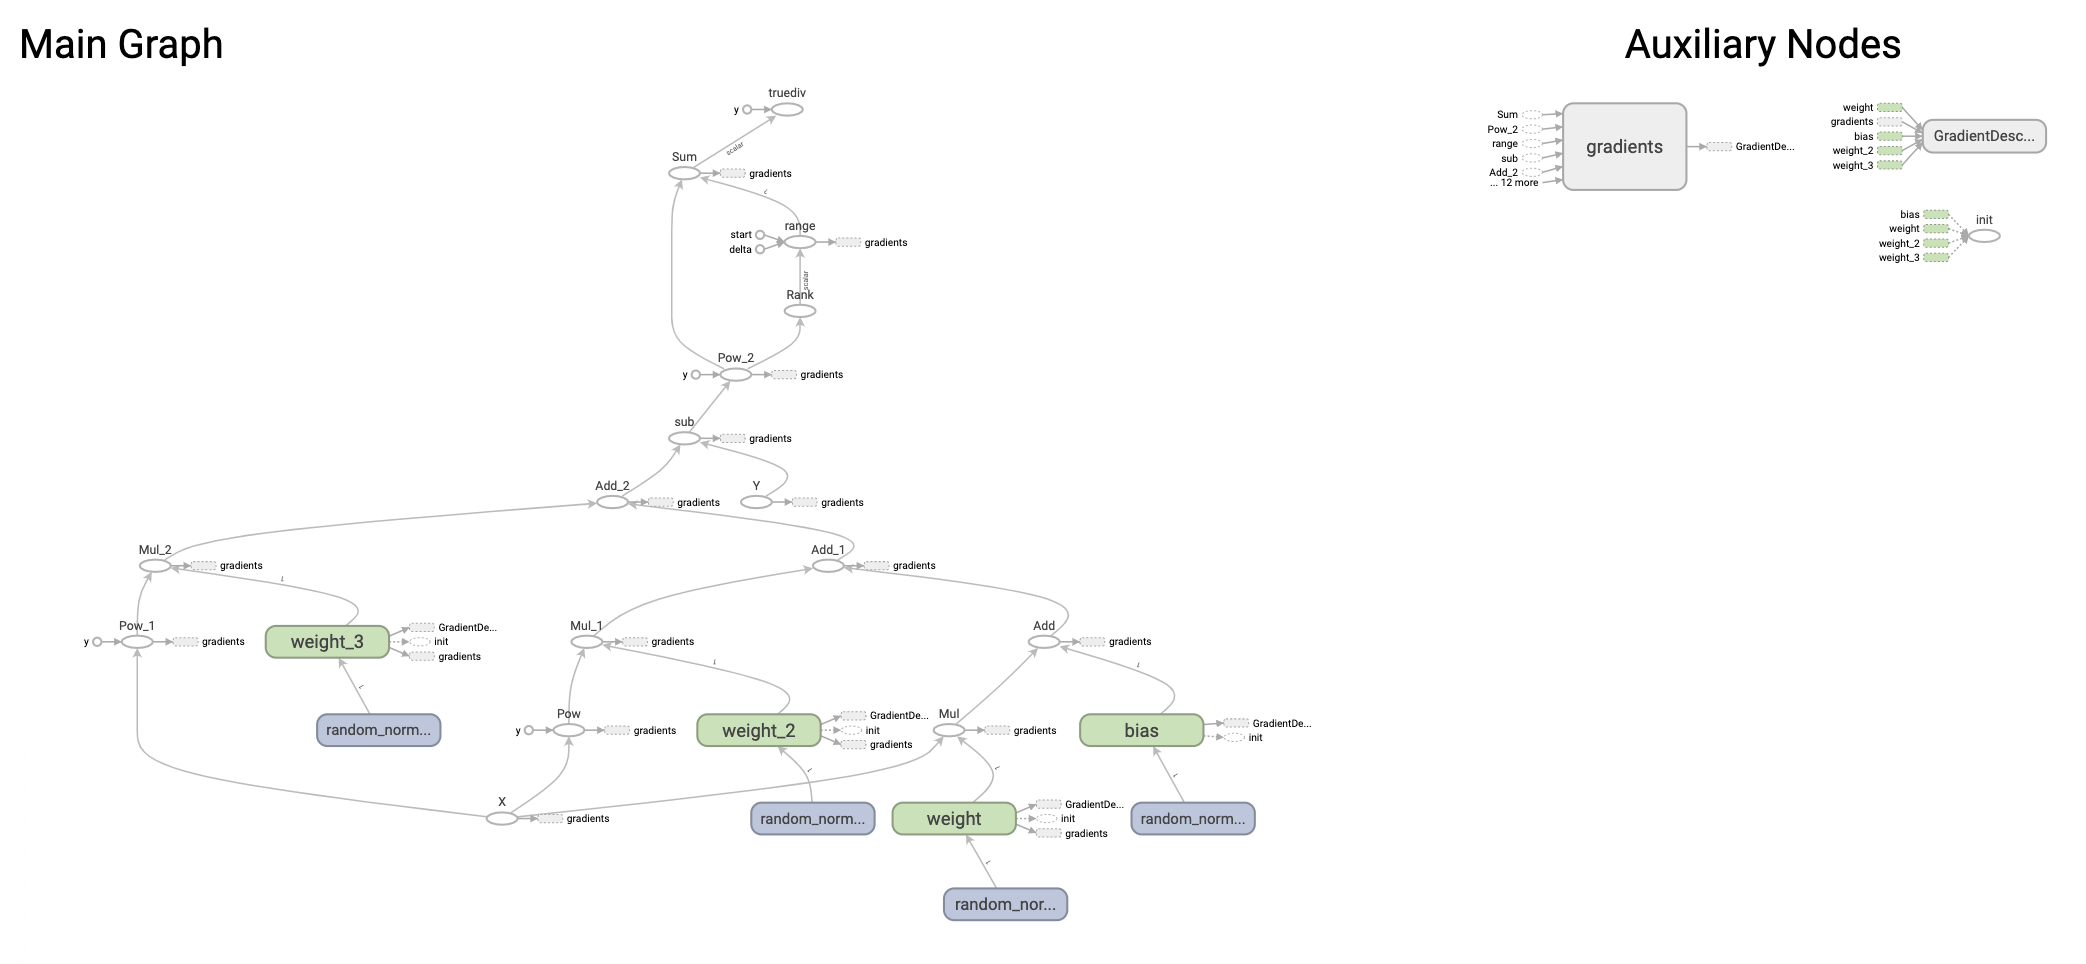 Main Graph
Auxiliary Nodes
truediv
y
scalar
Sum
gradients
range
start
delta
gradients
scalar
Rank
Pow_2
y
gradients
sub
gradients
Add_2
gradients
Y
gradients
Mul_2
gradients
Add_1
gradients
Pow_1
y
gradients
weight_3
GradientDe...
init
gradients
random_norm...
Mul_1
gradients
Add
gradients
Pow
y
gradients
weight_2
GradientDe...
init
gradients
Mul
gradients
bias
GradientDe...
init
X
gradients
random_norm...
weight
GradientDe...
init
gradients
random_norm...
random_nor...
Sum
Pow_2
range
sub
Add_2
... 12 more
gradients
GradientDe...
weight
gradients
bias
weight_2
weight_3
GradientDesc...
bias
weight
weight_2
weight_3
init